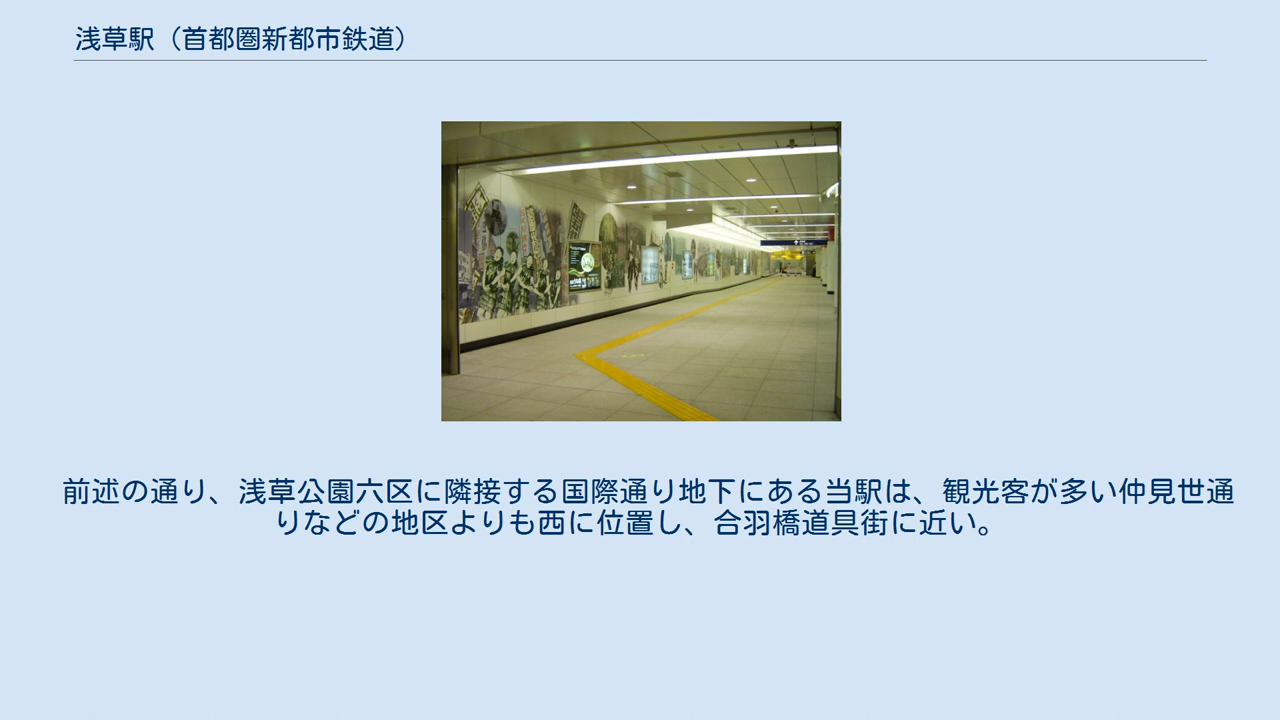 浅草駅（首都圏新都市鉄道）
前述の通り、浅草公園六区に隣接する国際通り地下にある当駅は、観光客が多い仲見世通
りなどの地区よりも西に位置し、合羽橋道具街に近い。